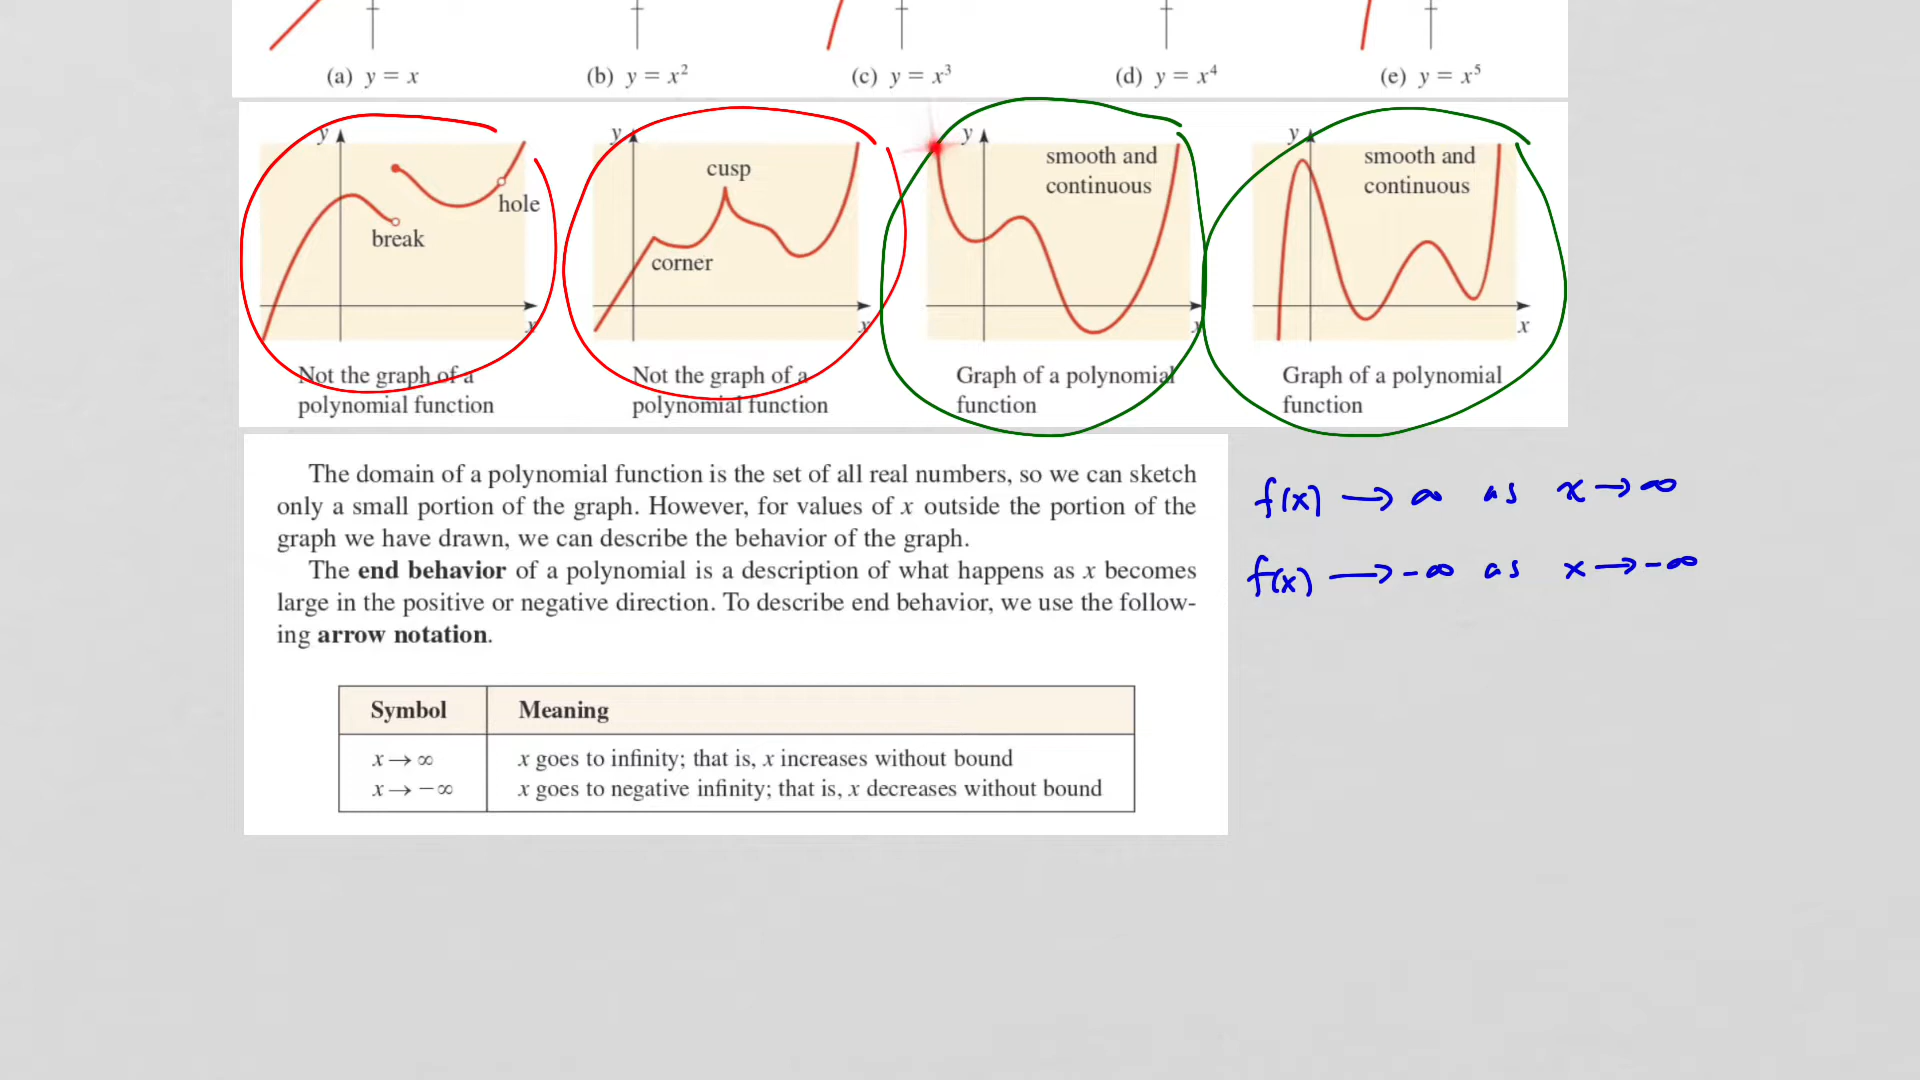 (a) y = x
(b) y = x²
(c) y = x³
(d) y = x⁴
(e) y = x⁵
y
break
hole
x
Not the graph of a
polynomial function
y
cusp
corner
x
Not the graph of a
polynomial function
y
smooth and
continuous
x
Graph of a polynomial
function
y
smooth and
continuous
x
Graph of a polynomial
function
The domain of a polynomial function is the set of all real numbers, so we can sketch
only a small portion of the graph. However, for values of x outside the portion of the
graph we have drawn, we can describe the behavior of the graph.
The end behavior of a polynomial is a description of what happens as x becomes
large in the positive or negative direction. To describe end behavior, we use the follow-
ing arrow notation.
Symbol Meaning
x → ∞ x goes to infinity; that is, x increases without bound
x → −∞ x goes to negative infinity; that is, x decreases without bound
f(x) → ∞ as x → ∞
f(x) → -∞ as x → -∞